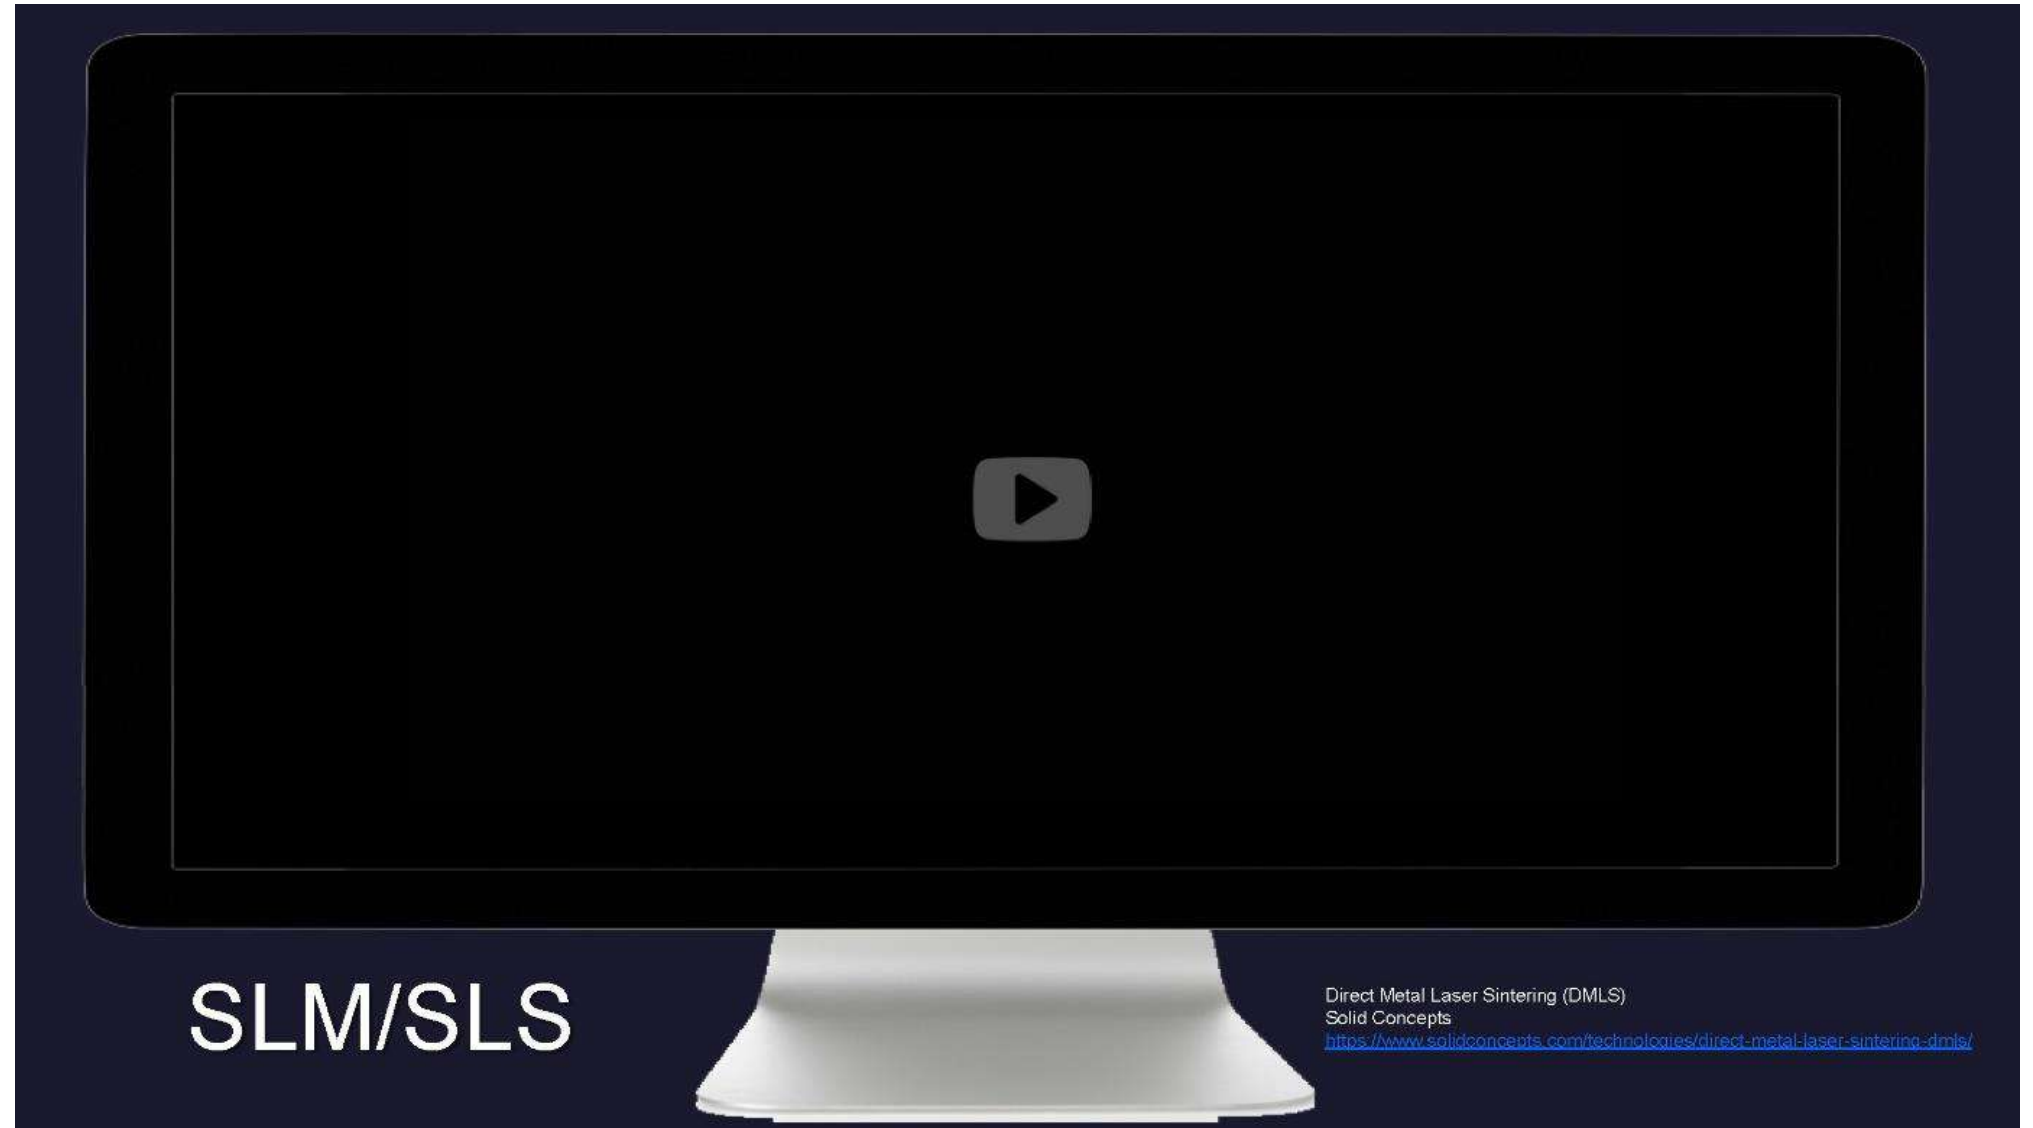 SLM/SLS
Direct Metal Laser Sintering (DMLS)
Solid Concepts
https://www.solidconcepts.com/technologies/direct-metal-laser-sintering-dmls/